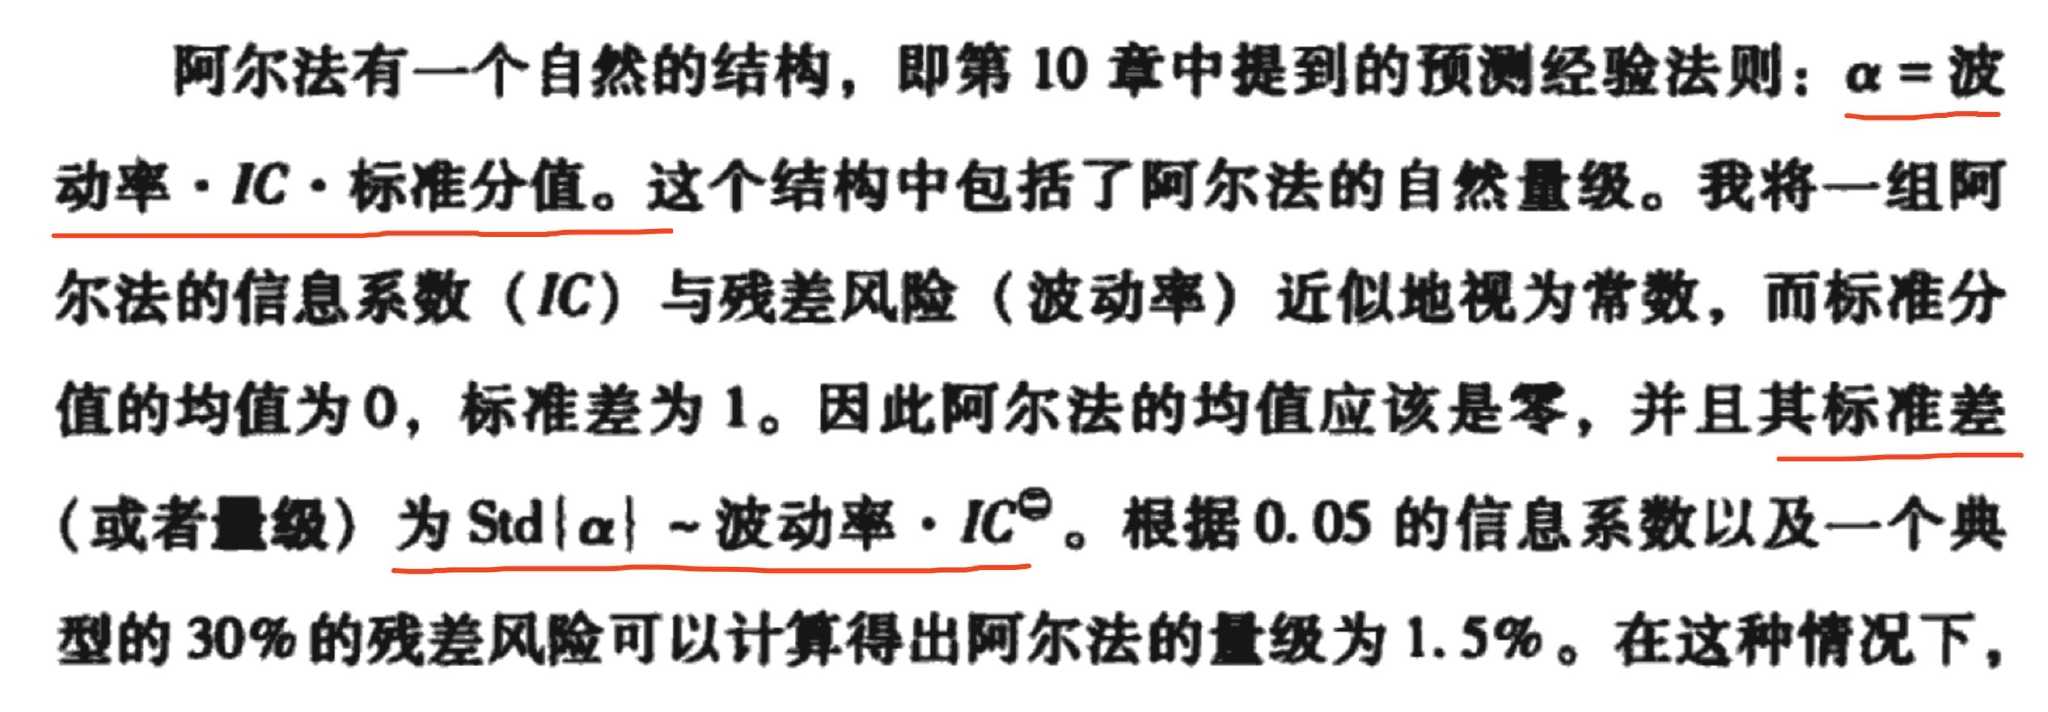 阿尔法有一个自然的结构，即第 10 章中提到的预测经验法则：α = 波
动率 · IC · 标准分值。这个结构中包括了阿尔法的自然量级。我将一组阿
尔法的信息系数（IC）与残差风险（波动率）近似地视为常数，而标准分
值的均值为 0，标准差为 1。因此阿尔法的均值应该是零，并且其标准差
（或者量级）为 Std{α} ~ 波动率 · IC⊖。根据 0.05 的信息系数以及一个典
型的 30% 的残差风险可以计算得出阿尔法的量级为 1.5%。在这种情况下，